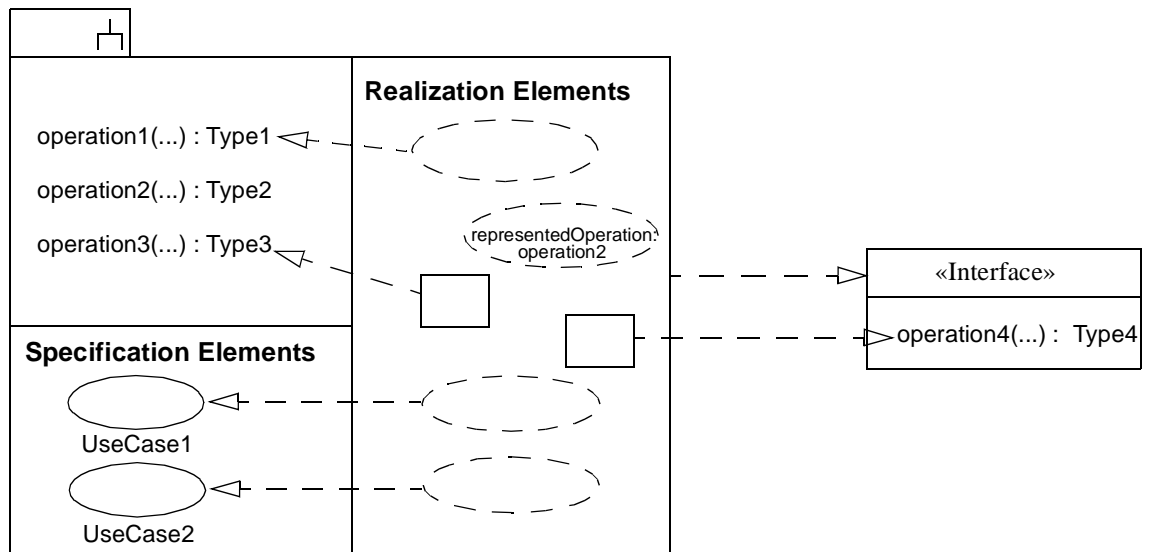 Realization Elements
operation1(...) : Type1
operation2(...) : Type2
representedOperation:
operation2
operation3(...) : Type3
«Interface»
operation4(...) :  Type4
Specification Elements
UseCase1
UseCase2